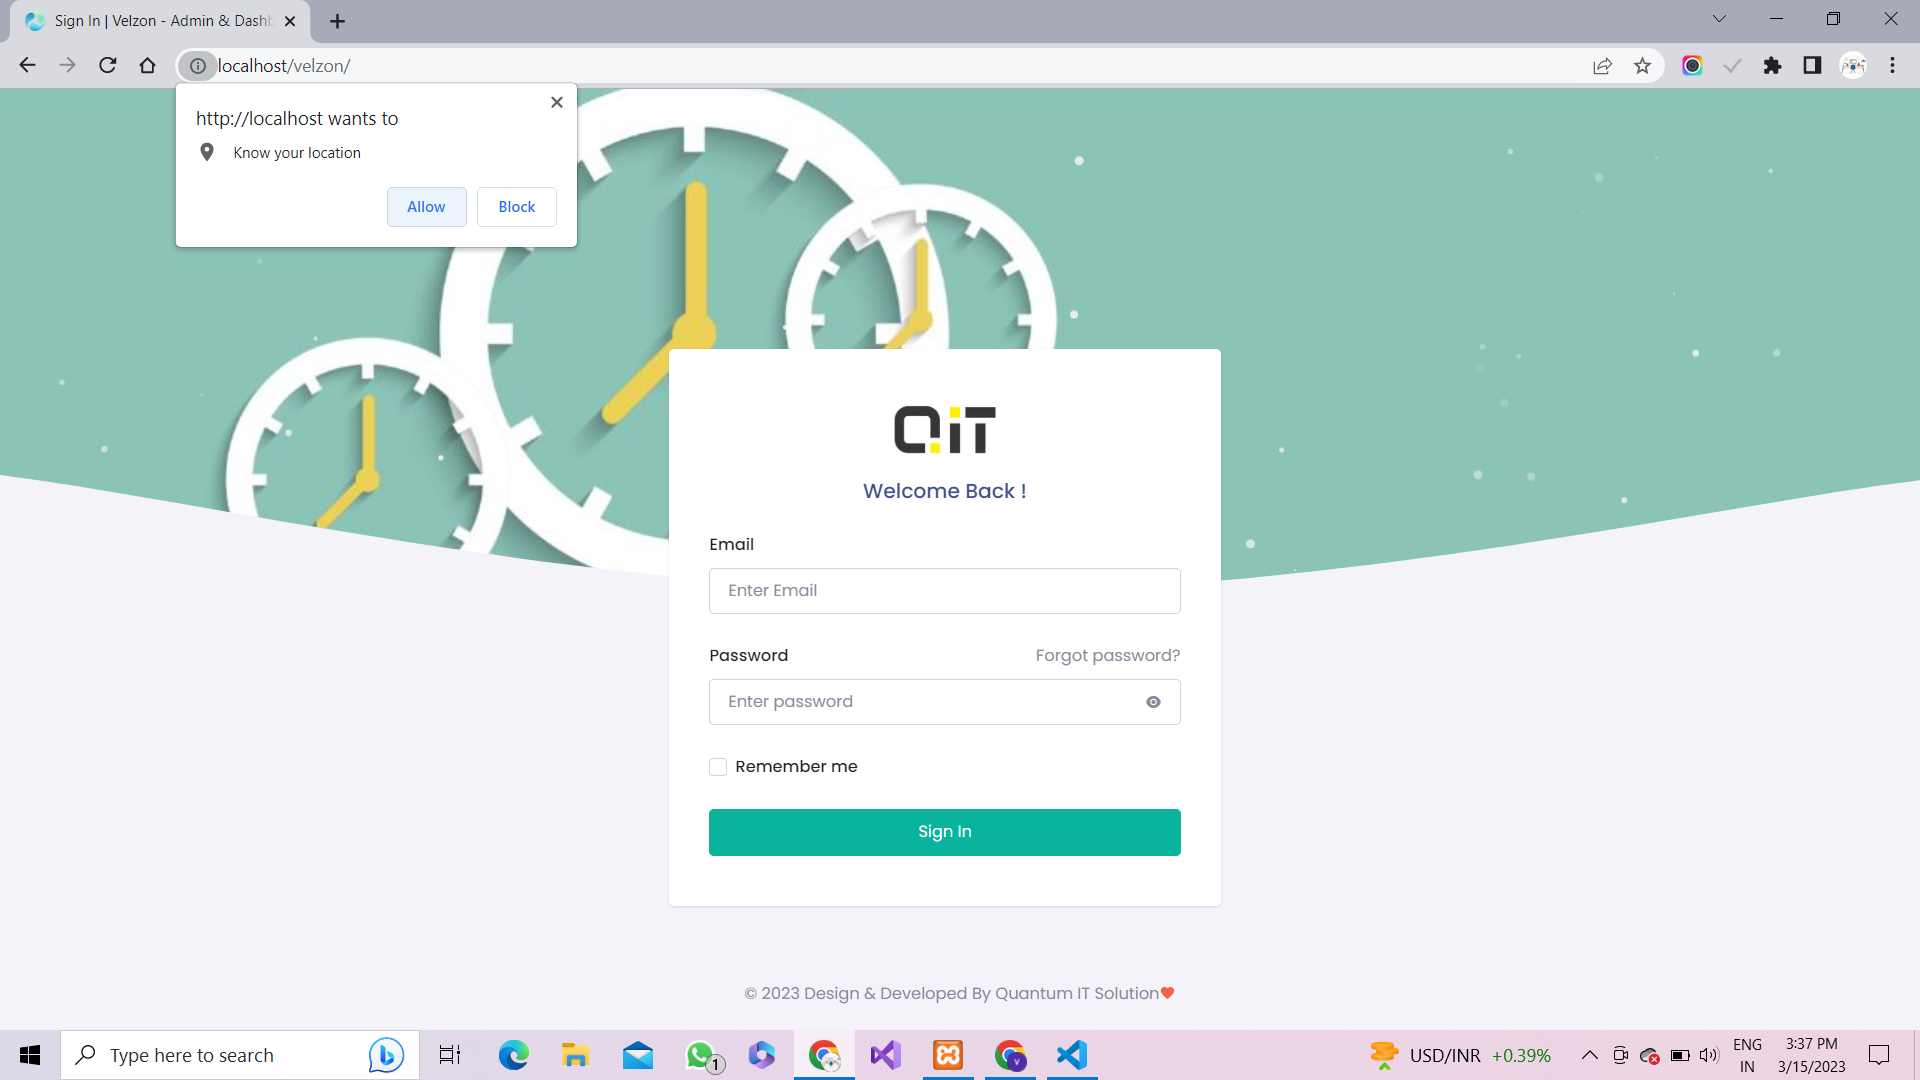 Sign In | Velzon - Admin & Dashb
localhost/velzon/
http://localhost wants to
Know your location
Allow
Block
QIT
Welcome Back !
Email
Enter Email
Password
Forgot password?
Enter password
Remember me
Sign In
© 2023 Design & Developed By Quantum IT Solution
Type here to search
1
V
USD/INR +0.39%
ENG
IN
3:37 PM
3/15/2023